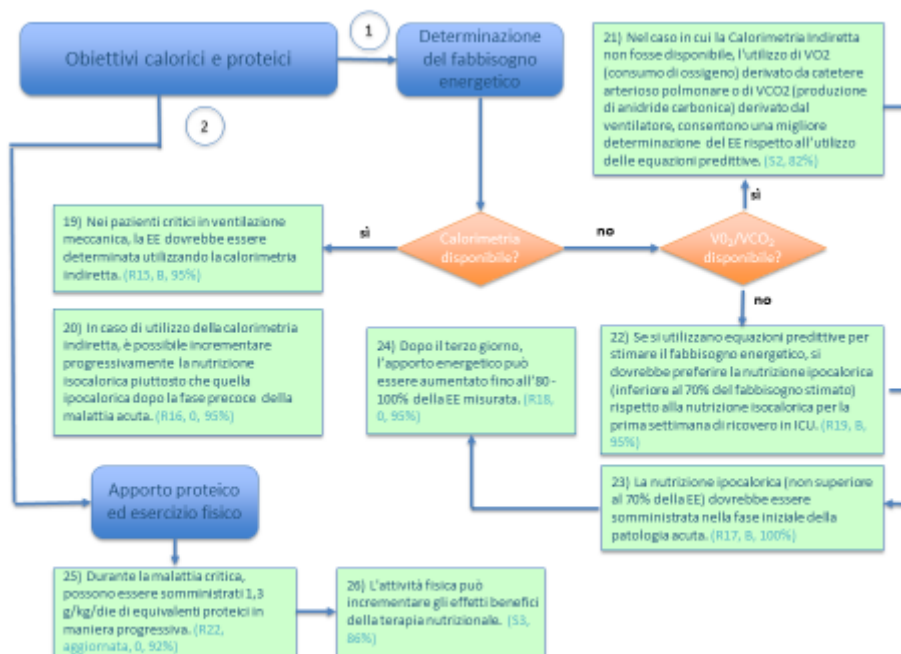 Obiettivi calorici e proteici
1
Determinazione
del fabbisogno
energetico
2
21) Nel caso in cui la Calorimetria Indiretta
non fosse disponibile, l'utilizzo di VO2
(consumo di ossigeno) derivato da catetere
arterioso polmonare o di VCO2 (produzione
di anidride carbonica) derivato dal
ventilatore, consentono una migliore
determinazione del EE rispetto all'utilizzo
delle equazioni predittive. (S2, 82%)
sì
19) Nei pazienti critici in ventilazione
meccanica, la EE dovrebbe essere
determinata utilizzando la calorimetria
indiretta. (R15, B, 95%)
sì
Calorimetria
disponibile?
no
V0₂/VCO₂
disponibile?
no
20) In caso di utilizzo della calorimetria
indiretta, è possibile incrementare
progressivamente la nutrizione
isocalorica piuttosto che quella
ipocalorica dopo la fase precoce della
malattia acuta. (R16, 0, 95%)
24) Dopo il terzo giorno,
l'apporto energetico può
essere aumentato fino all'80-
100% della EE misurata. (R18,
0, 95%)
22) Se si utilizzano equazioni predittive per
stimare il fabbisogno energetico, si
dovrebbe preferire la nutrizione ipocalorica
(inferiore al 70% del fabbisogno stimato)
rispetto alla nutrizione isocalorica per la
prima settimana di ricovero in ICU. (R19, B,
95%)
23) La nutrizione ipocalorica (non superiore
al 70% della EE) dovrebbe essere
somministrata nella fase iniziale della
patologia acuta. (R17, B, 100%)
Apporto proteico
ed esercizio fisico
25) Durante la malattia critica,
possono essere somministrati 1,3
g/kg/die di equivalenti proteici in
maniera progressiva. (R22,
aggiornata, 0, 92%)
26) L'attività fisica può
incrementare gli effetti benefici
della terapia nutrizionale. (S3,
86%)